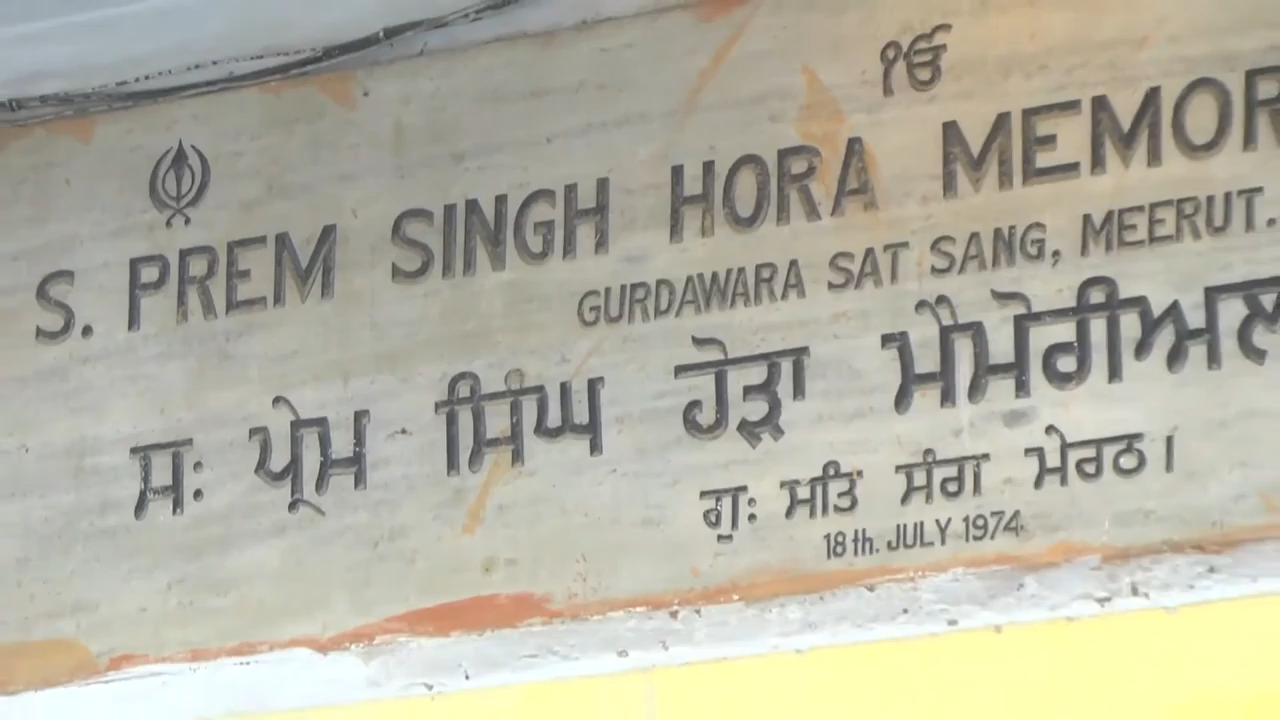 ੴ
S. PREM SINGH HORA MEMOR
GURDAWARA SAT SANG, MEERUT.
ਸਃ ਪ੍ਰੇਮ ਸਿੰਘ ਹੋੜਾ ਮੈਮੋਰੀਅਲ
ਗੁਃ ਸਤਿ ਸੰਗ ਮੇਰਠ।
18th. JULY 1974.